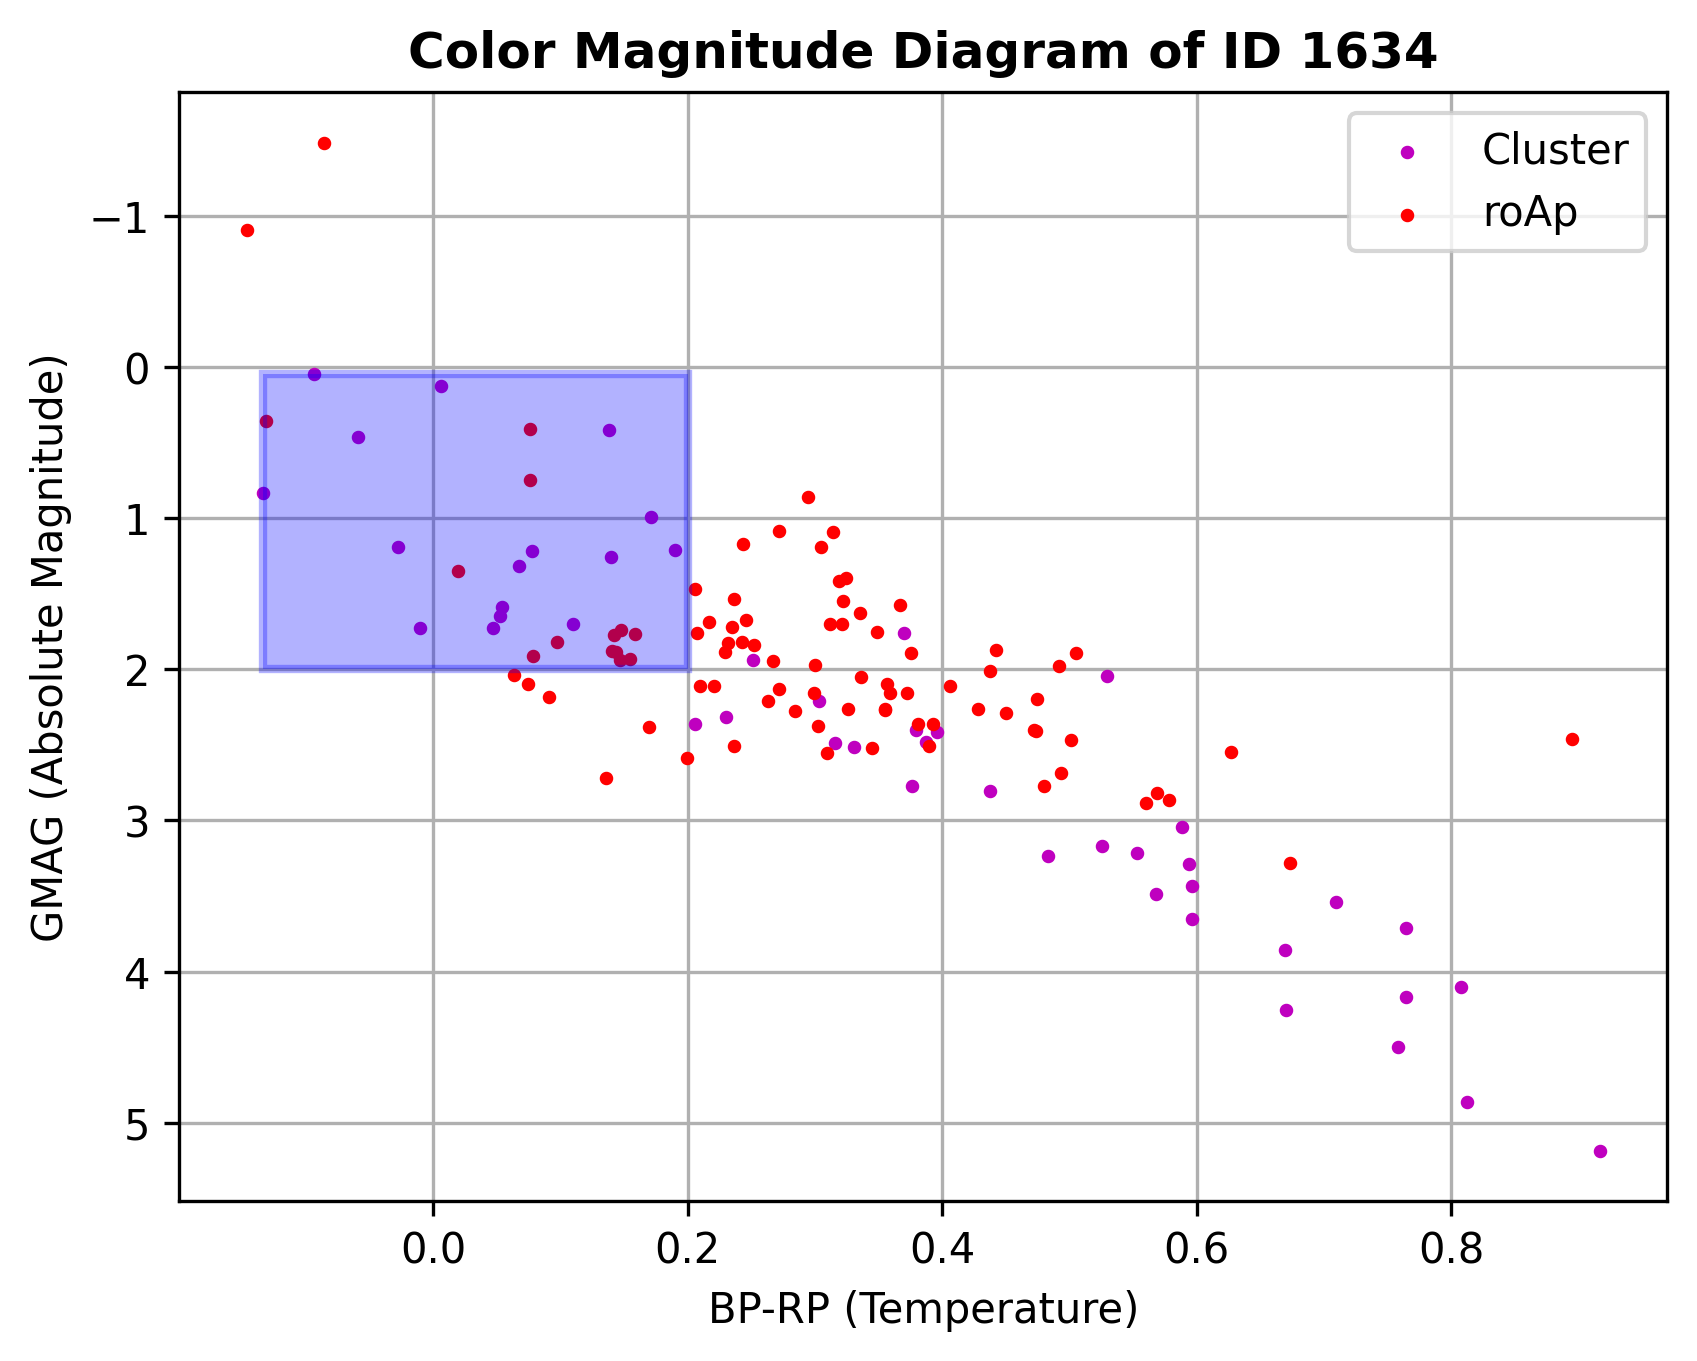 Color Magnitude Diagram of ID 1634
Cluster
roAp
−1
0
1
2
3
4
5
GMAG (Absolute Magnitude)
0.0 0.2 0.4 0.6 0.8
BP-RP (Temperature)